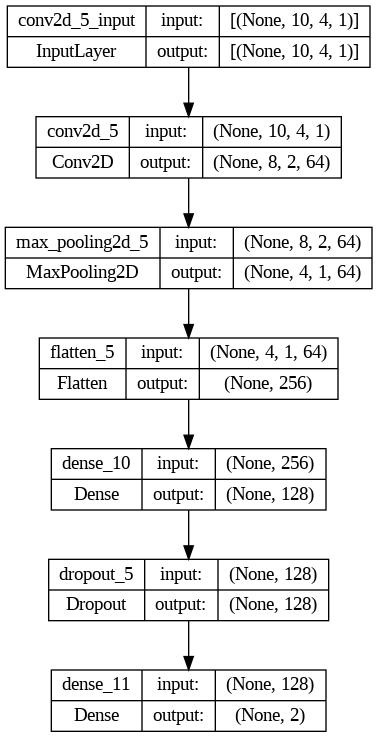 conv2d_5_input input: [(None, 10, 4, 1)]
InputLayer output: [(None, 10, 4, 1)]
conv2d_5 input: (None, 10, 4, 1)
Conv2D output: (None, 8, 2, 64)
max_pooling2d_5 input: (None, 8, 2, 64)
MaxPooling2D output: (None, 4, 1, 64)
flatten_5 input: (None, 4, 1, 64)
Flatten output: (None, 256)
dense_10 input: (None, 256)
Dense output: (None, 128)
dropout_5 input: (None, 128)
Dropout output: (None, 128)
dense_11 input: (None, 128)
Dense output: (None, 2)